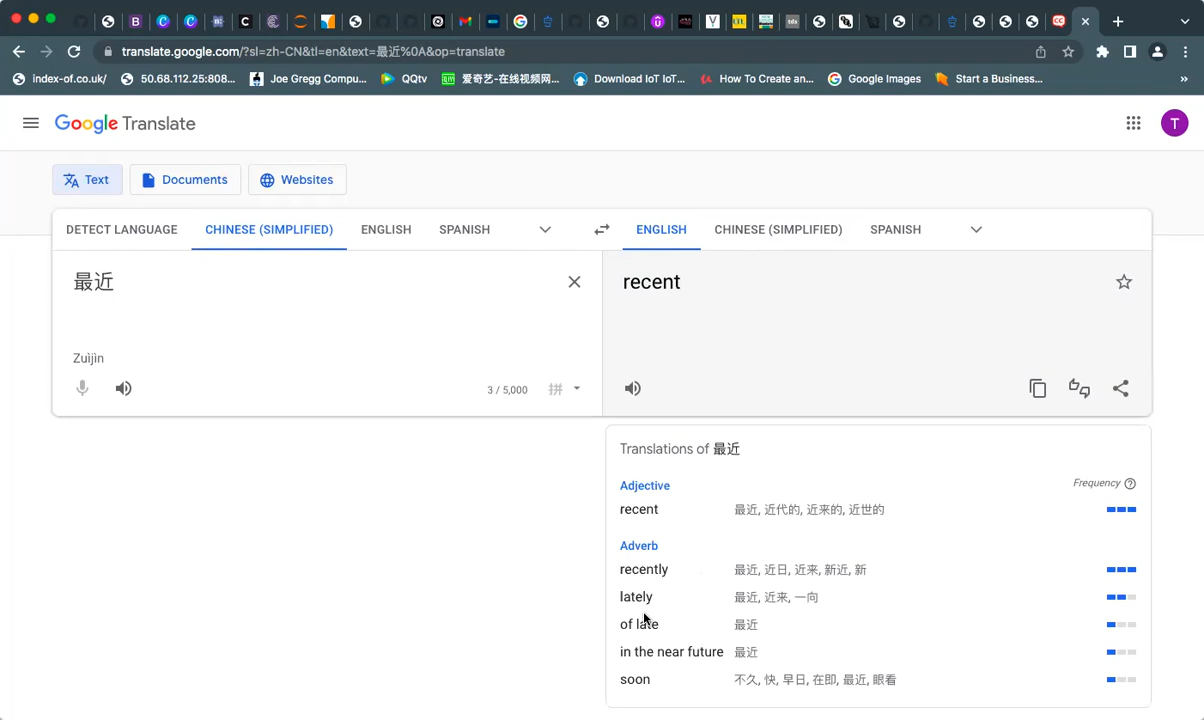 translate.google.com/?sl=zh-CN&tl=en&text=最近%0A&op=translate
index-of.co.uk/ 50.68.112.25:808... Joe Gregg Compu... QQtv 爱奇艺-在线视频网... Download IoT IoT... How To Create an... Google Images Start a Business... »
Google Translate T
Text Documents Websites
DETECT LANGUAGE CHINESE (SIMPLIFIED) ENGLISH SPANISH ENGLISH CHINESE (SIMPLIFIED) SPANISH
最近 recent
Zuìjìn
3 / 5,000 拼
Translations of 最近
Adjective Frequency
recent 最近, 近代的, 近来的, 近世的
Adverb
recently 最近, 近日, 近来, 新近, 新
lately 最近, 近来, 一向
of late 最近
in the near future 最近
soon 不久, 快, 早日, 在即, 最近, 眼看